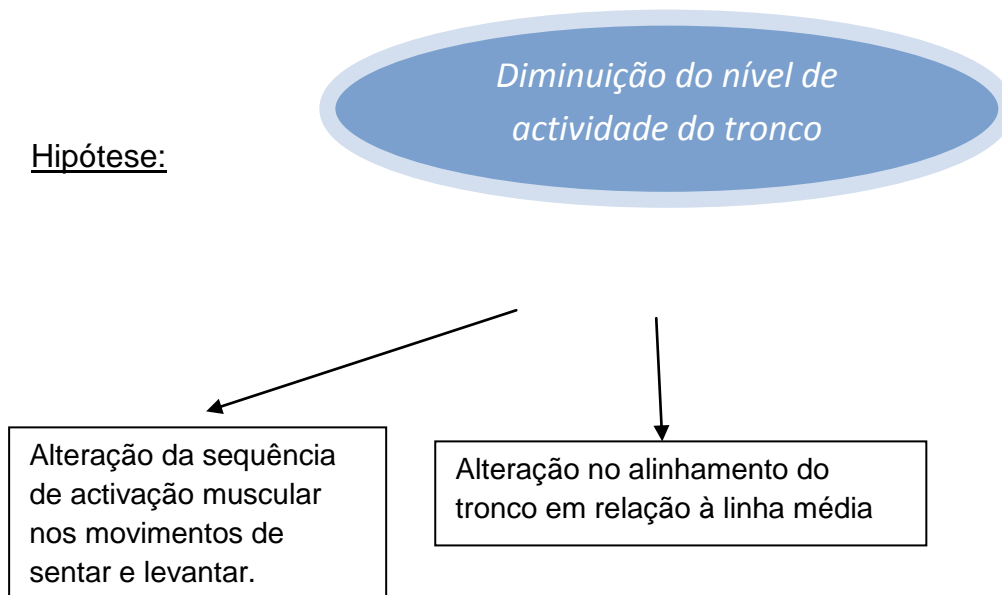 Diminuição do nível de
actividade do tronco
Hipótese:
Alteração da sequência
de activação muscular
nos movimentos de
sentar e levantar.
Alteração no alinhamento do
tronco em relação à linha média